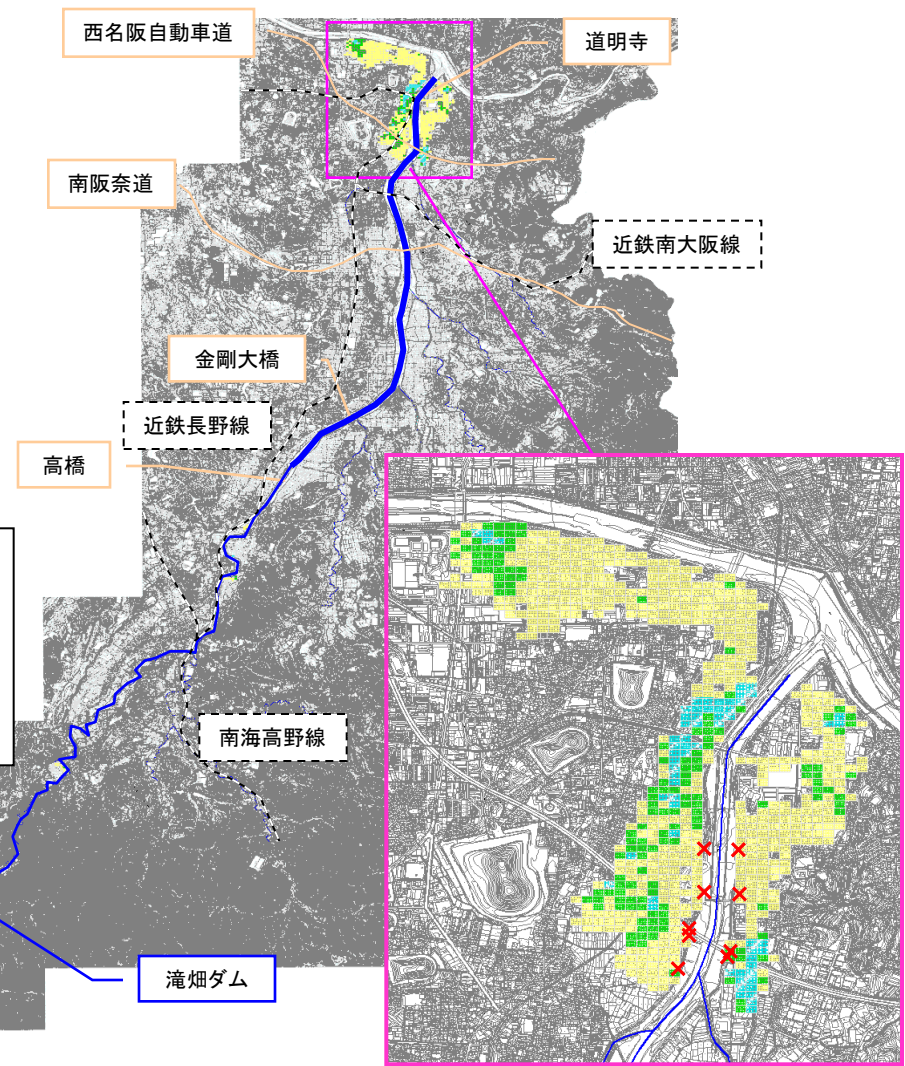 西名阪自動車道
道明寺
南阪奈道
近鉄南大阪線
金剛大橋
近鉄長野線
高橋
南海高野線
滝畑ダム